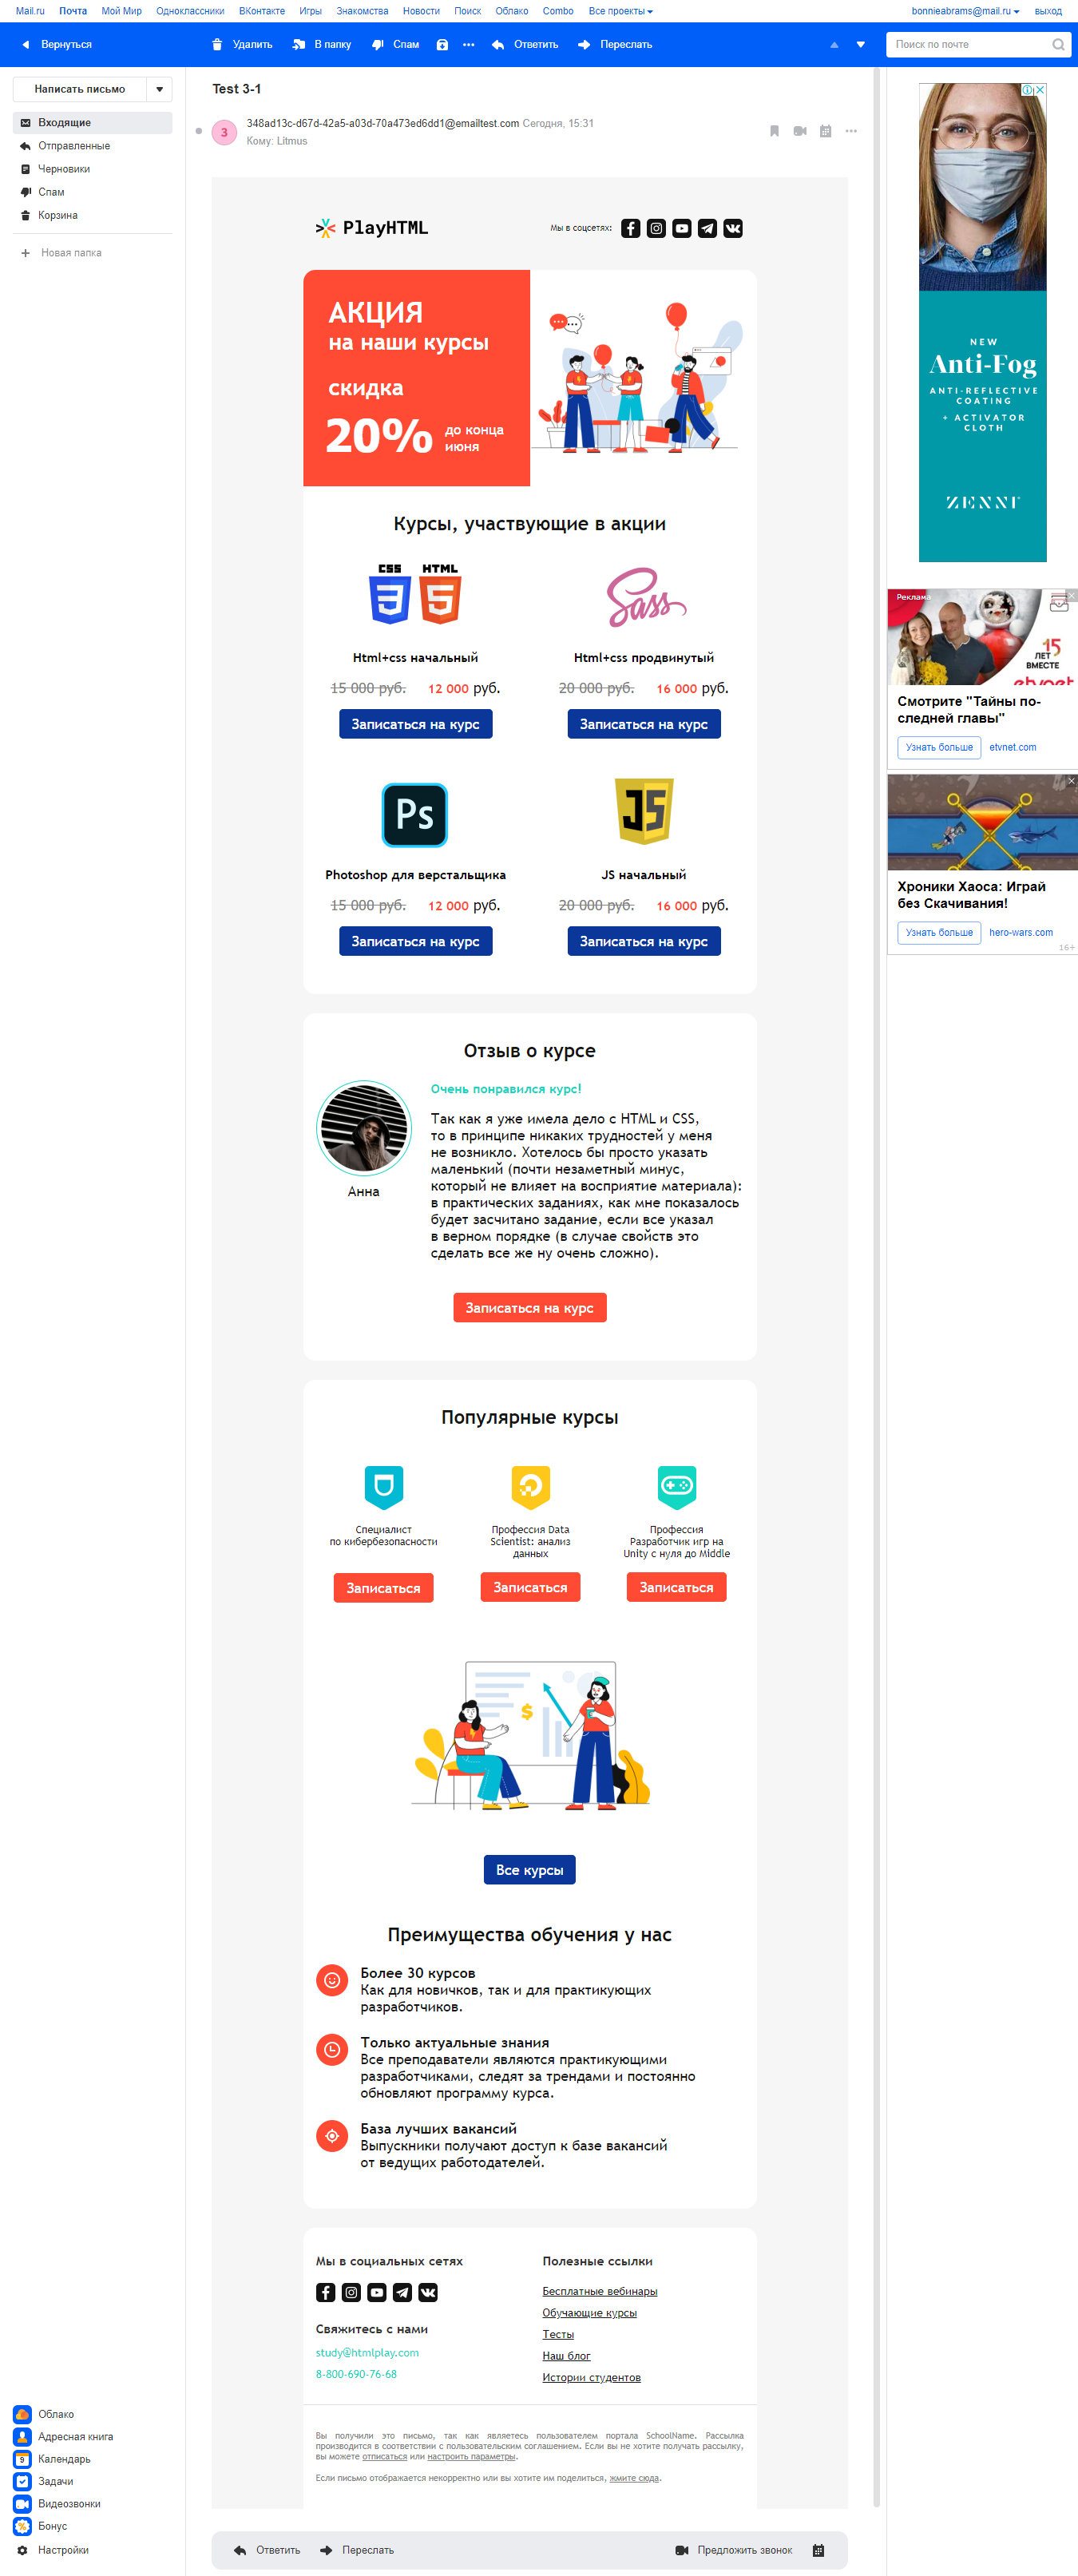 Mail.ru Почта Мой Мир Одноклассники ВКонтакте Игры Знакомства Новости Поиск Облако Combo Все проекты bonnieabrams@mail.ru выход
Вернуться Удалить В папку Спам Ответить Переслать Поиск по почте
Написать письмо
Входящие
Отправленные
Черновики
Спам
Корзина
Новая папка
Test 3-1
3
348ad13c-d67d-42a5-a03d-70a473ed6dd1@emailtest.com Сегодня, 15:31
Кому: Litmus
PlayHTML
Мы в соцсетях:
АКЦИЯ
на наши курсы
скидка
20% до конца
июня
Курсы, участвующие в акции
CSS HTML
3 5
Sass
Html+css начальный
15 000 руб. 12 000 руб.
Записаться на курс
Html+css продвинутый
20 000 руб. 16 000 руб.
Записаться на курс
Ps
JS
Photoshop для верстальщика
15 000 руб. 12 000 руб.
Записаться на курс
JS начальный
20 000 руб. 16 000 руб.
Записаться на курс
Отзыв о курсе
Анна
Очень понравился курс!
Так как я уже имела дело с HTML и CSS,
то в принципе никаких трудностей у меня
не возникло. Хотелось бы просто указать
маленький (почти незаметный минус,
который не влияет на восприятие материала):
в практических заданиях, как мне показалось
будет засчитано задание, если все указал
в верном порядке (в случае свойств это
сделать все же ну очень сложно).
Записаться на курс
Популярные курсы
Специалист
по кибербезопасности
Записаться
Профессия Data
Scientist: анализ
данных
Записаться
Профессия
Разработчик игр на
Unity с нуля до Middle
Записаться
$
Все курсы
Преимущества обучения у нас
Более 30 курсов
Как для новичков, так и для практикующих
разработчиков.
Только актуальные знания
Все преподаватели являются практикующими
разработчиками, следят за трендами и постоянно
обновляют программу курса.
База лучших вакансий
Выпускники получают доступ к базе вакансий
от ведущих работодателей.
Мы в социальных сетях
Свяжитесь с нами
study@htmlplay.com
8-800-690-76-68
Полезные ссылки
Бесплатные вебинары
Обучающие курсы
Тесты
Наш блог
Истории студентов
Вы получили это письмо, так как являетесь пользователем портала SchoolName. Рассылка
производится в соответствии с пользовательским соглашением. Если вы не хотите получать рассылку,
вы можете отписаться или настроить параметры.
Если письмо отображается некорректно или вы хотите им поделиться, жмите сюда.
Ответить Переслать Предложить звонок
NEW
Anti-Fog
ANTI-REFLECTIVE
COATING
+ ACTIVATOR
CLOTH
ZENNI
Реклама
15
ЛЕТ
ВМЕСТЕ
etvnet
Смотрите "Тайны по-
следней главы"
Узнать больше etvnet.com
Хроники Хаоса: Играй
без Скачивания!
Узнать больше hero-wars.com
16+
Облако
Адресная книга
9 Календарь
Задачи
Видеозвонки
% Бонус
Настройки